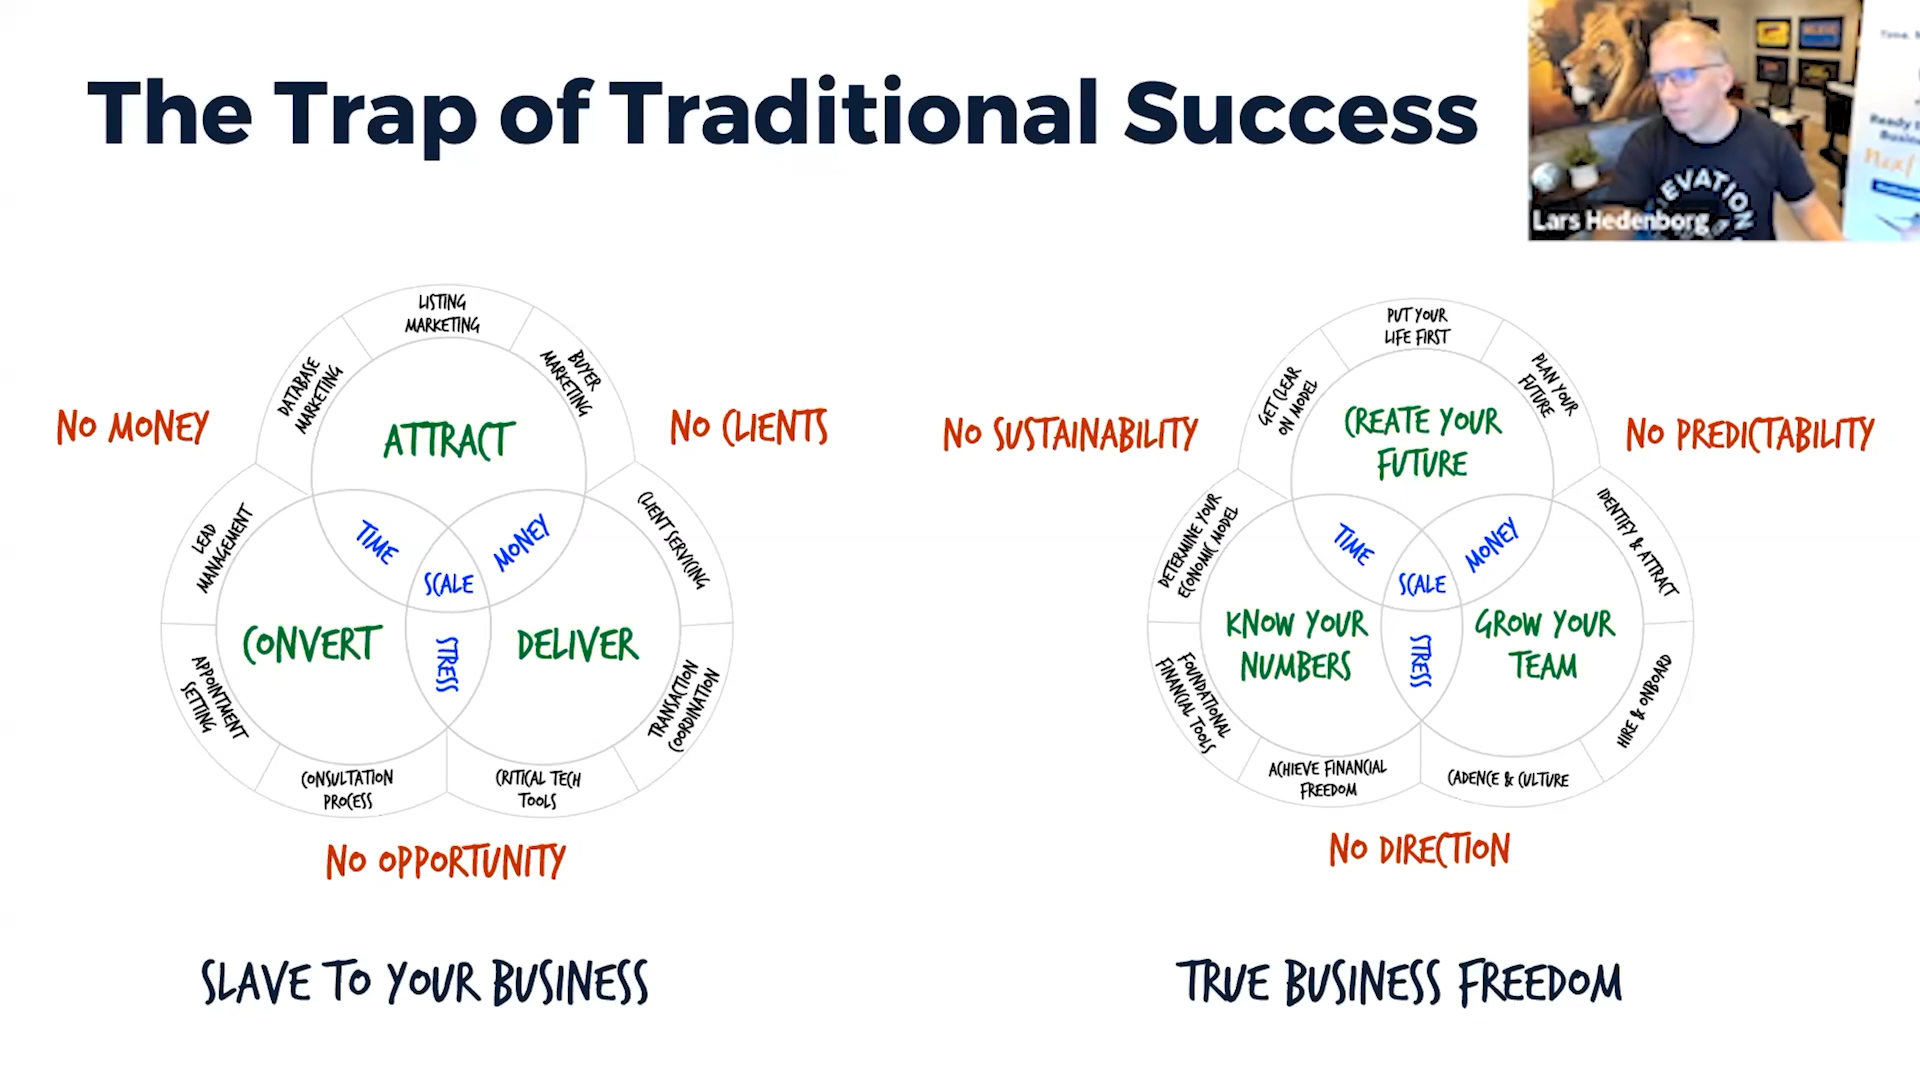 The Trap of Traditional Success
Lars Hedenborg
EVATION
LISTING
MARKETING
DATABASE
MARKETING
BUYER
MARKETING
NO MONEY
ATTRACT
NO CLIENTS
LEAD
MANAGEMENT
TIME
MONEY
SCALE
CLIENT SERVICING
CONVERT
STRESS
DELIVER
APPOINTMENT
SETTING
TRANSACTION
COORDINATION
CONSULTATION
PROCESS
CRITICAL TECH
TOOLS
NO OPPORTUNITY
SLAVE TO YOUR BUSINESS
PUT YOUR
LIFE FIRST
GET CLEAR
ON MODEL
PLAN YOUR
FUTURE
NO SUSTAINABILITY
CREATE YOUR
FUTURE
NO PREDICTABILITY
DETERMINE YOUR
ECONOMIC MODEL
TIME
MONEY
SCALE
IDENTIFY & ATTRACT
KNOW YOUR
NUMBERS
STRESS
GROW YOUR
TEAM
FOUNDATIONAL
FINANCIAL TOOLS
HIRE & ONBOARD
ACHIEVE FINANCIAL
FREEDOM
CADENCE & CULTURE
NO DIRECTION
TRUE BUSINESS FREEDOM